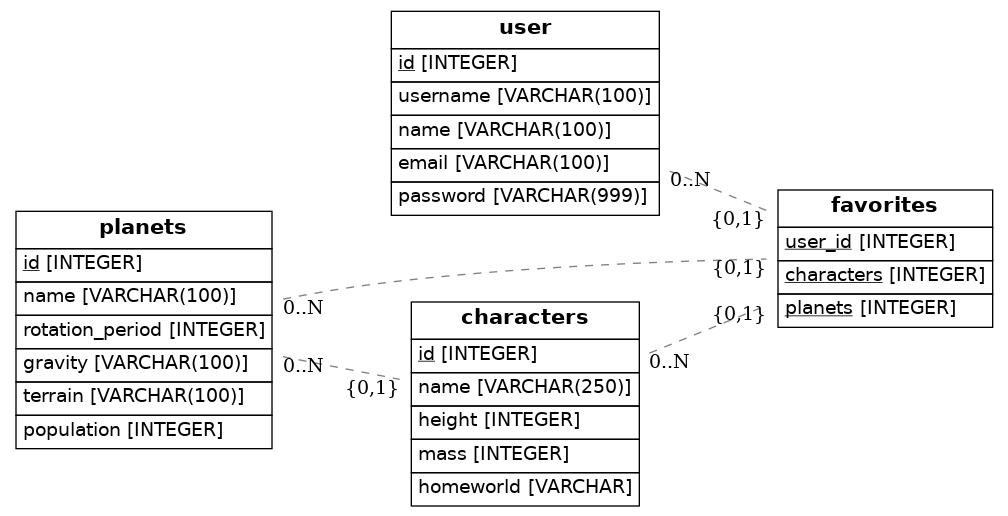 user
id [INTEGER]
username [VARCHAR(100)]
name [VARCHAR(100)]
email [VARCHAR(100)]
password [VARCHAR(999)]
0..N
{0,1}
favorites
user_id [INTEGER]
characters [INTEGER]
planets [INTEGER]
{0,1}
{0,1}
planets
id [INTEGER]
name [VARCHAR(100)]
rotation_period [INTEGER]
gravity [VARCHAR(100)]
terrain [VARCHAR(100)]
population [INTEGER]
0..N
0..N
{0,1}
characters
id [INTEGER]
name [VARCHAR(250)]
height [INTEGER]
mass [INTEGER]
homeworld [VARCHAR]
0..N